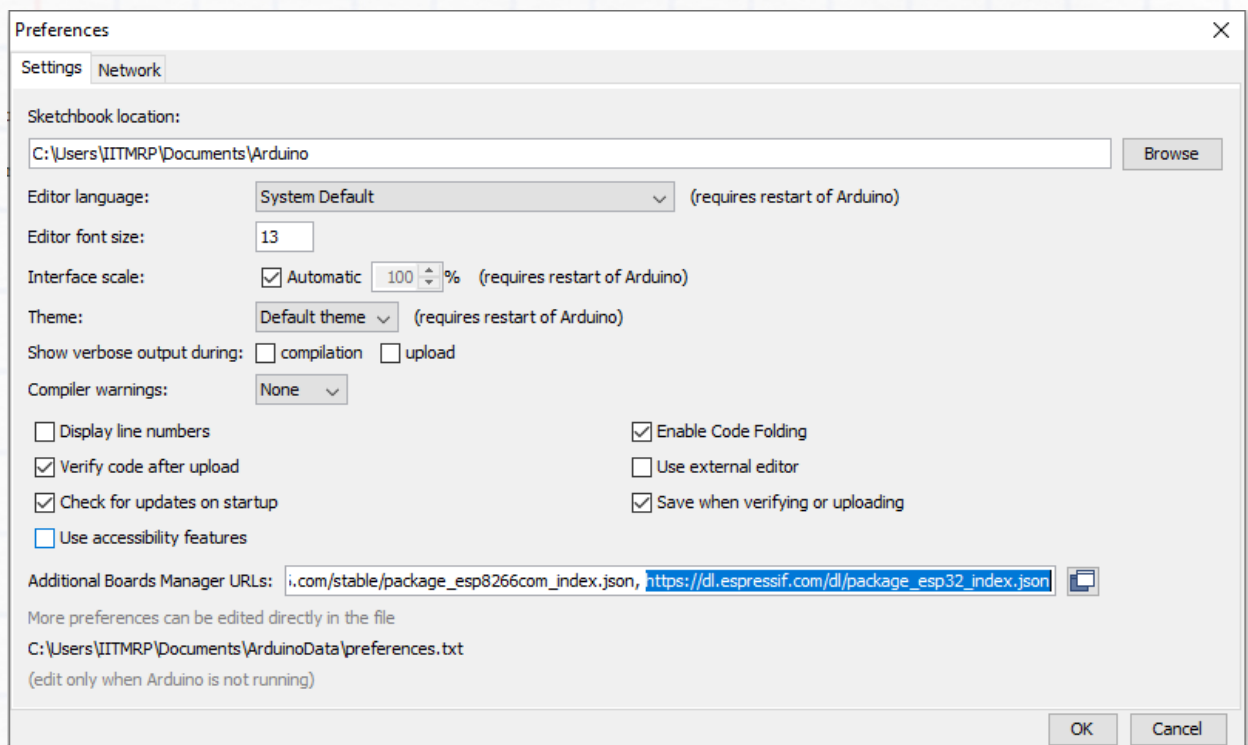 Preferences
Settings Network
Sketchbook location:
C:\Users\IITMRP\Documents\Arduino Browse
Editor language: System Default (requires restart of Arduino)
Editor font size: 13
Interface scale: Automatic 100 % (requires restart of Arduino)
Theme: Default theme (requires restart of Arduino)
Show verbose output during: compilation upload
Compiler warnings: None
Display line numbers Enable Code Folding
Verify code after upload Use external editor
Check for updates on startup Save when verifying or uploading
Use accessibility features
Additional Boards Manager URLs: i.com/stable/package_esp8266com_index.json, https://dl.espressif.com/dl/package_esp32_index.json
More preferences can be edited directly in the file
C:\Users\IITMRP\Documents\ArduinoData\preferences.txt
(edit only when Arduino is not running)
OK Cancel